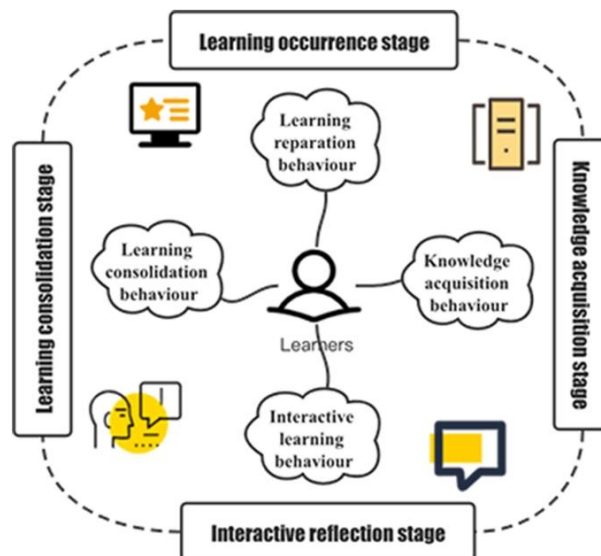 Learning occurrence stage
Learning
reparation
behaviour
Learning consolidation stage
Learning
consolidation
behaviour
Knowledge
acquisition
behaviour
Knowledge acquisition stage
Learners
Interactive
learning
behaviour
Interactive reflection stage